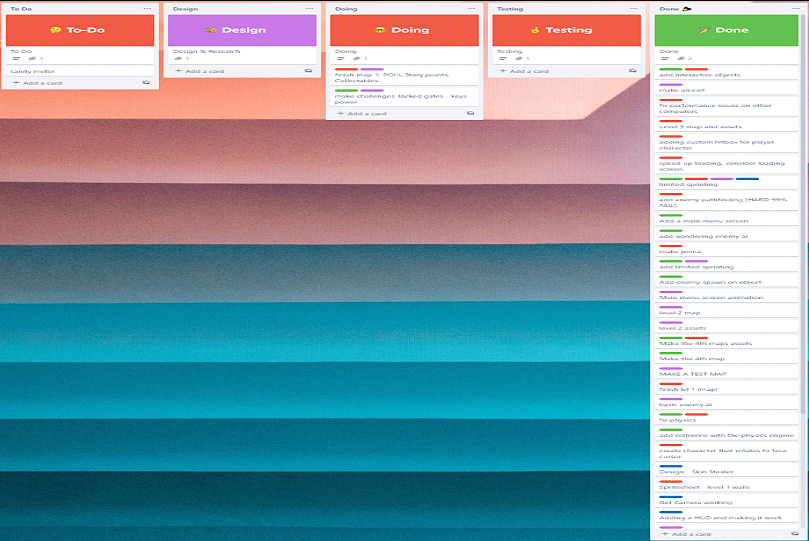 To Do
To-Do
To Do
1
sanity meter
+ Add a card
Design
Design
Design & Research
1
+ Add a card
Doing
Doing
Doing
1
finish map 1: POI's, Story points,
Collectables..
make challenges: locked gates - keys -
power
+ Add a card
Testing
Testing
Testing
1
+ Add a card
Done
Done
Done
2
add interactive objects
make an exit
fix performance issues on other
computers
Level 5 map and assets.
adding custom hitbox for player
character
speed up loading, consider loading
screen.
limited sprinting
add enemy pathfinding [HARD 99%
FAIL]
Add a main menu screen
add wandering enemy ai
make jerma
add limited sprinting
Add enemy spawn on object
Main menu screen animation
level 2 map
level 2 assets
Make the 4th maps assets
Make the 4th map
MAKE A TEST MAP
finish lvl 1 (map)
basic enemy ai
fix physics
add collisions with the physics engine
create character that rotates to face
cursor
Design - Skin Stealer
Spritesheet - level 1 walls
Get Camera working
Adding a HUD and making it work
+ Add a card